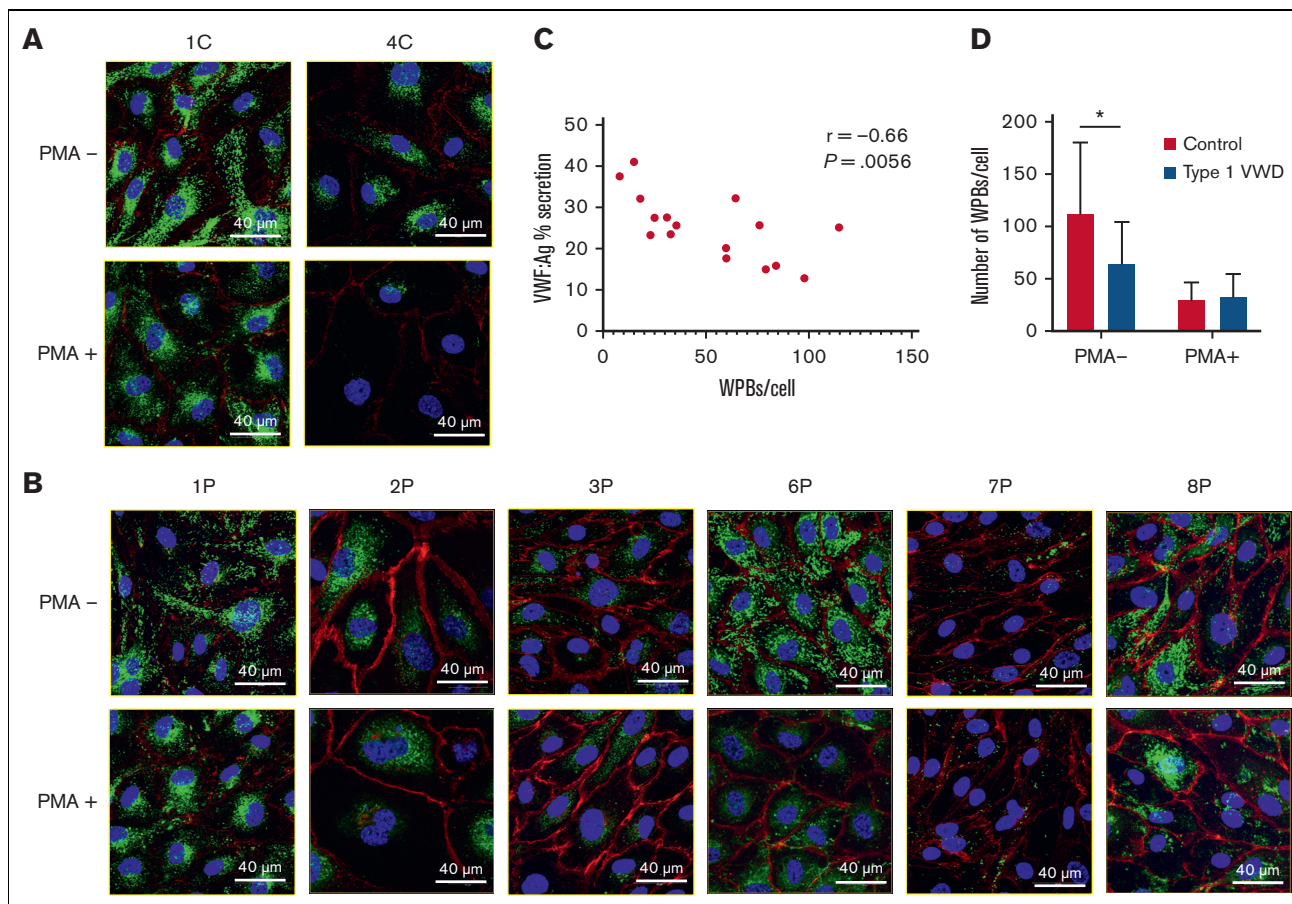 A
1C 4C
PMA –
40 µm 40 µm
PMA +
40 µm 40 µm
C
50
40
30
20
10
0
VWF:Ag % secretion
r = –0.66
P = .0056
0 50 100 150
WPBs/cell
D
200
150
100
50
0
Number of WPBs/cell
*
Control
Type 1 VWD
PMA– PMA+
B
1P 2P 3P 6P 7P 8P
PMA –
40 µm 40 µm 40 µm 40 µm 40 µm 40 µm
PMA +
40 µm 40 µm 40 µm 40 µm 40 µm 40 µm